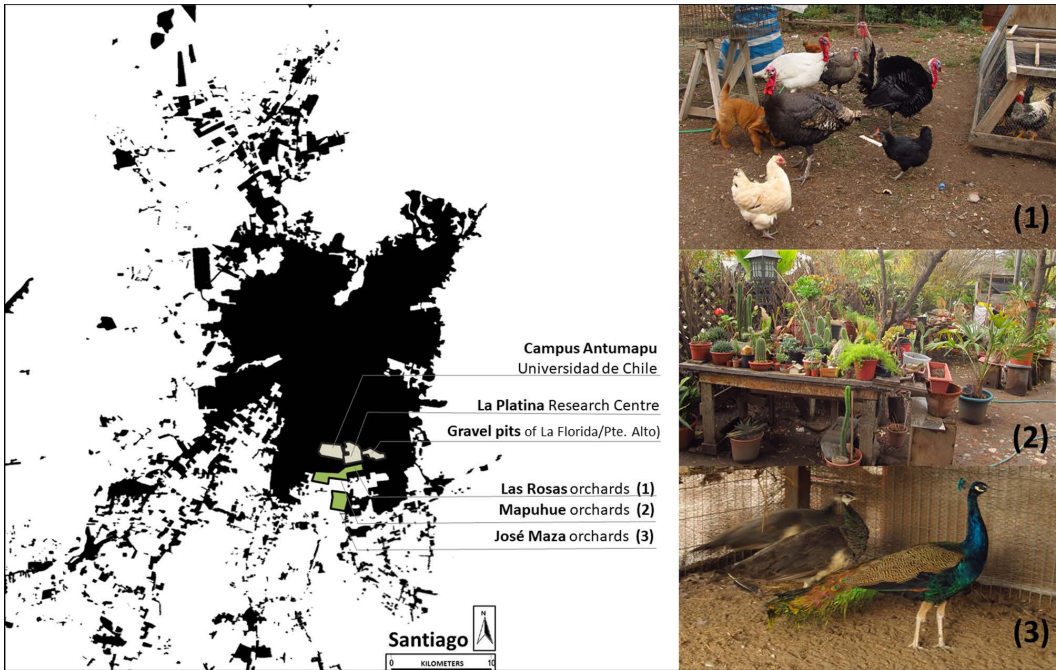 Campus Antumapu
Universidad de Chile
La Platina Research Centre
Gravel pits of La Florida/Pte. Alto)
Las Rosas orchards (1)
Mapuhue orchards (2)
José Maza orchards (3)
N
Santiago
0 KILOMETERS 10
(1)
(2)
(3)